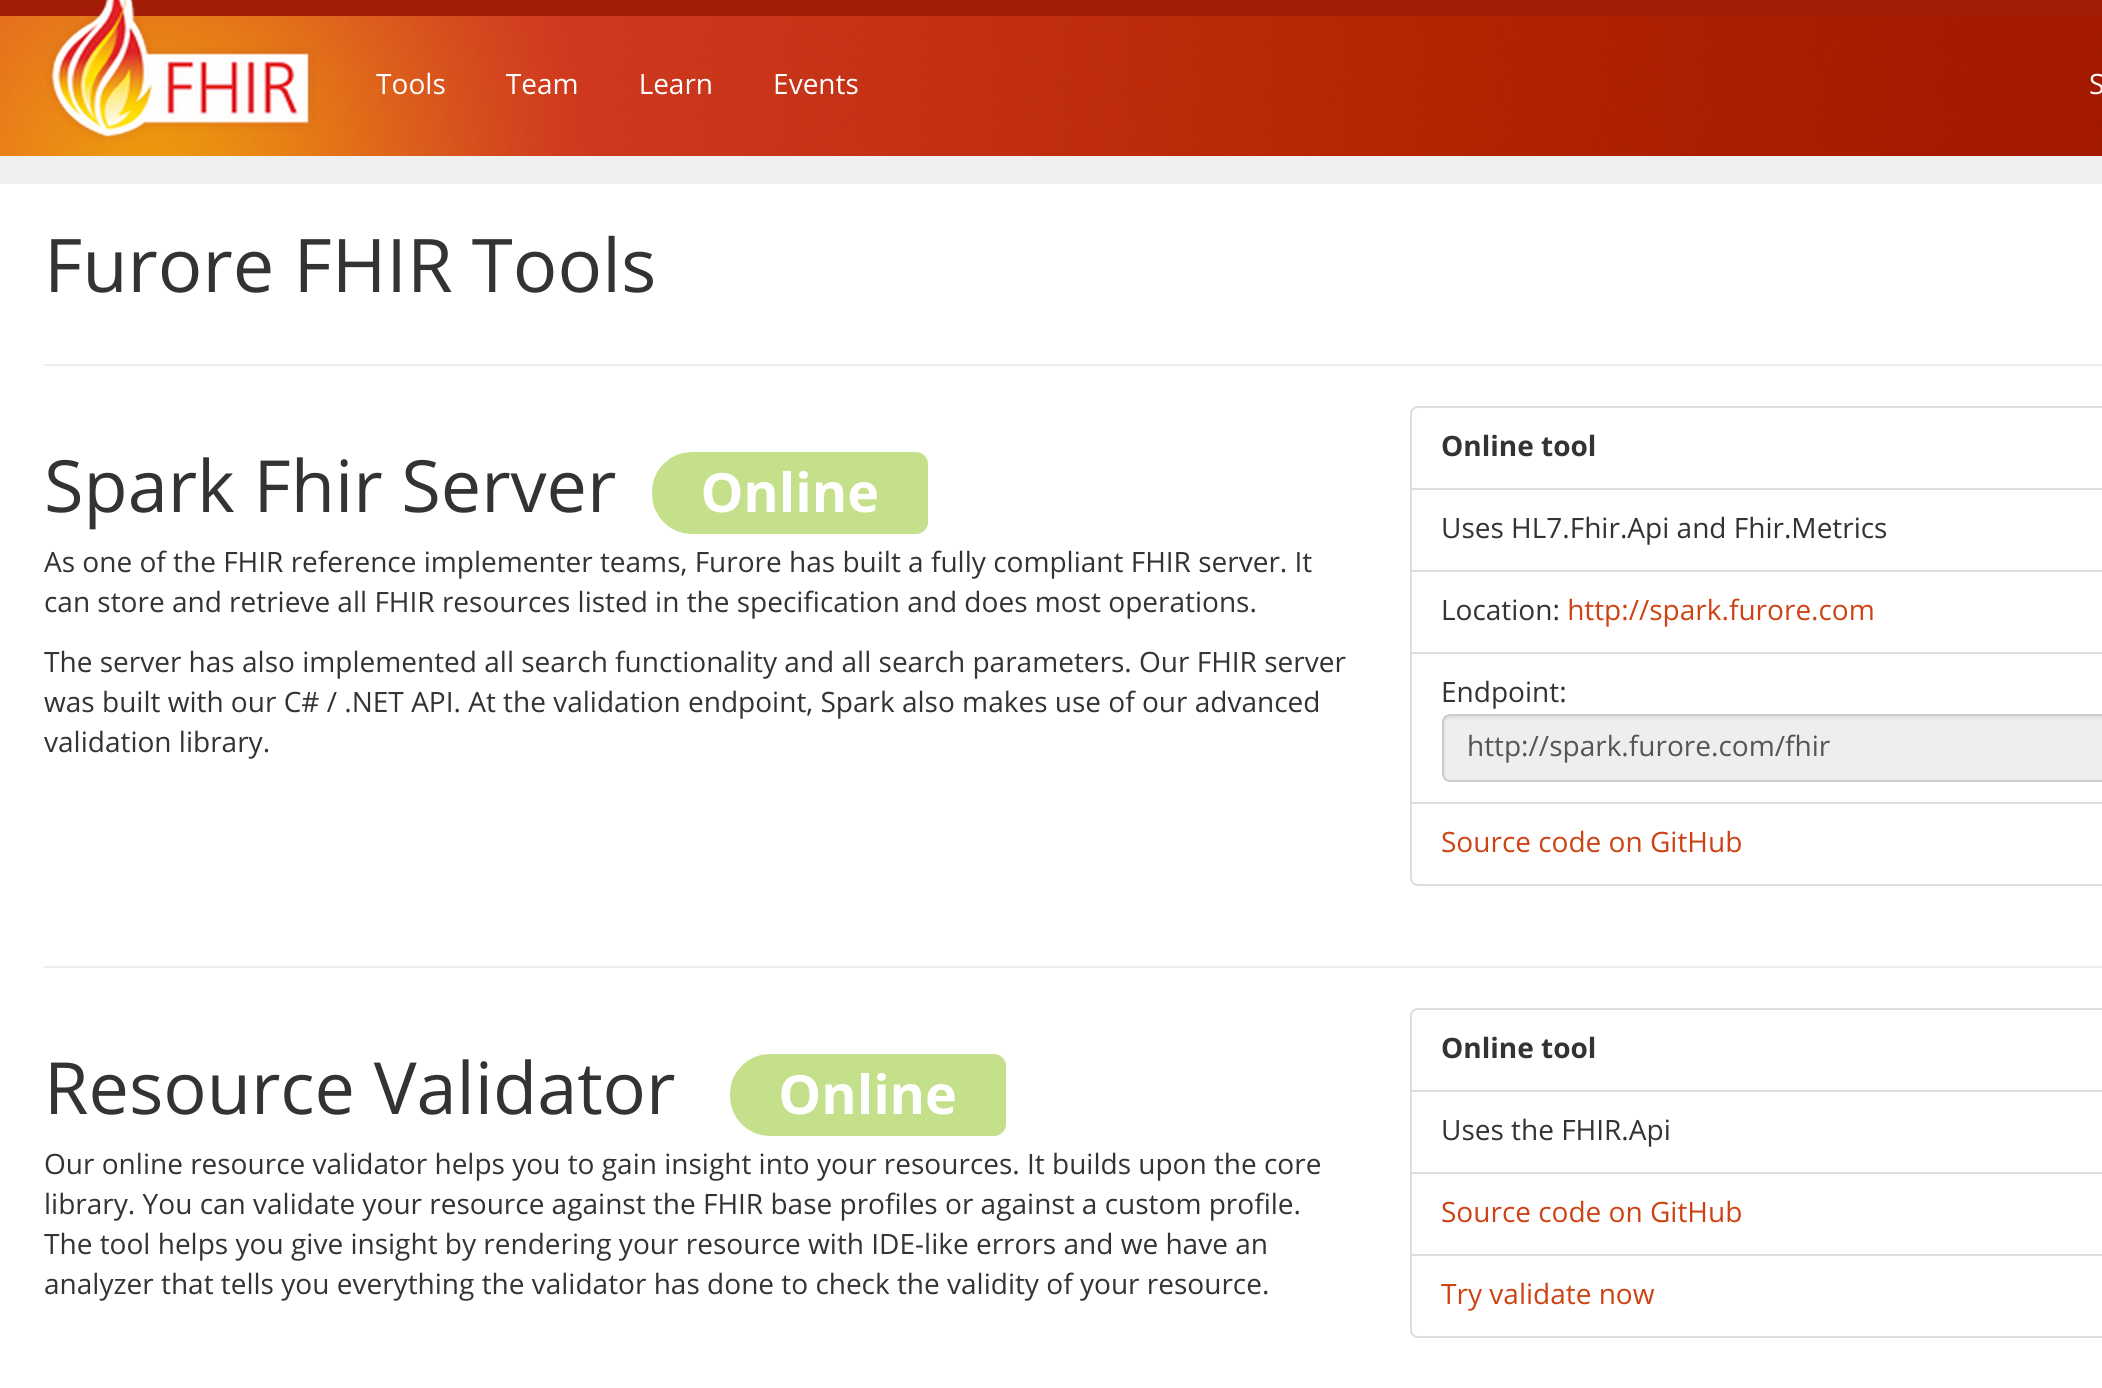 FHIR
Tools
Team
Learn
Events
Furore FHIR Tools
Spark Fhir Server
Online
As one of the FHIR reference implementer teams, Furore has built a fully compliant FHIR server. It
can store and retrieve all FHIR resources listed in the specification and does most operations.
The server has also implemented all search functionality and all search parameters. Our FHIR server
was built with our C# / .NET API. At the validation endpoint, Spark also makes use of our advanced
validation library.
Online tool
Uses HL7.Fhir.Api and Fhir.Metrics
Location: http://spark.furore.com
Endpoint:
http://spark.furore.com/fhir
Source code on GitHub
Resource Validator
Online
Our online resource validator helps you to gain insight into your resources. It builds upon the core
library. You can validate your resource against the FHIR base profiles or against a custom profile.
The tool helps you give insight by rendering your resource with IDE-like errors and we have an
analyzer that tells you everything the validator has done to check the validity of your resource.
Online tool
Uses the FHIR.Api
Source code on GitHub
Try validate now